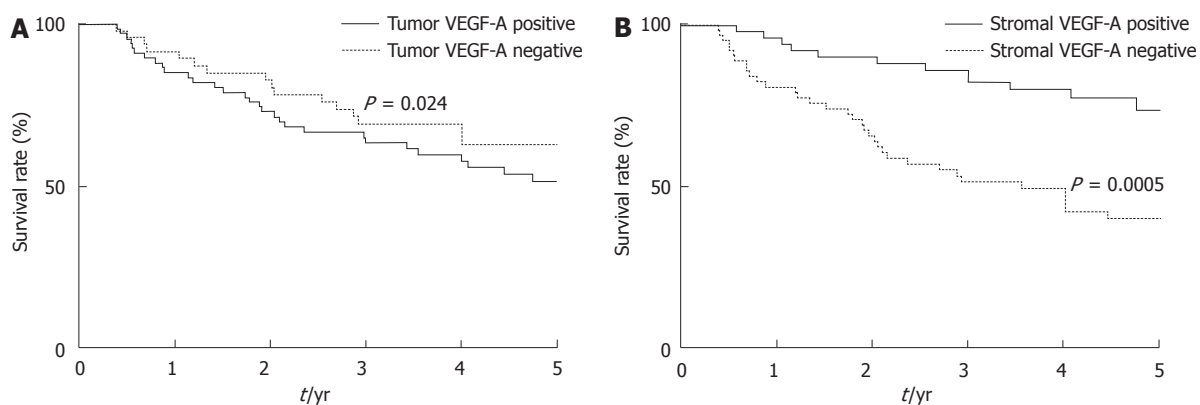 A
Tumor VEGF-A positive
Tumor VEGF-A negative
P = 0.024
Survival rate (%)
100
50
0
0 1 2 3 4 5
t/yr
B
Stromal VEGF-A positive
Stromal VEGF-A negative
P = 0.0005
Survival rate (%)
100
50
0
0 1 2 3 4 5
t/yr